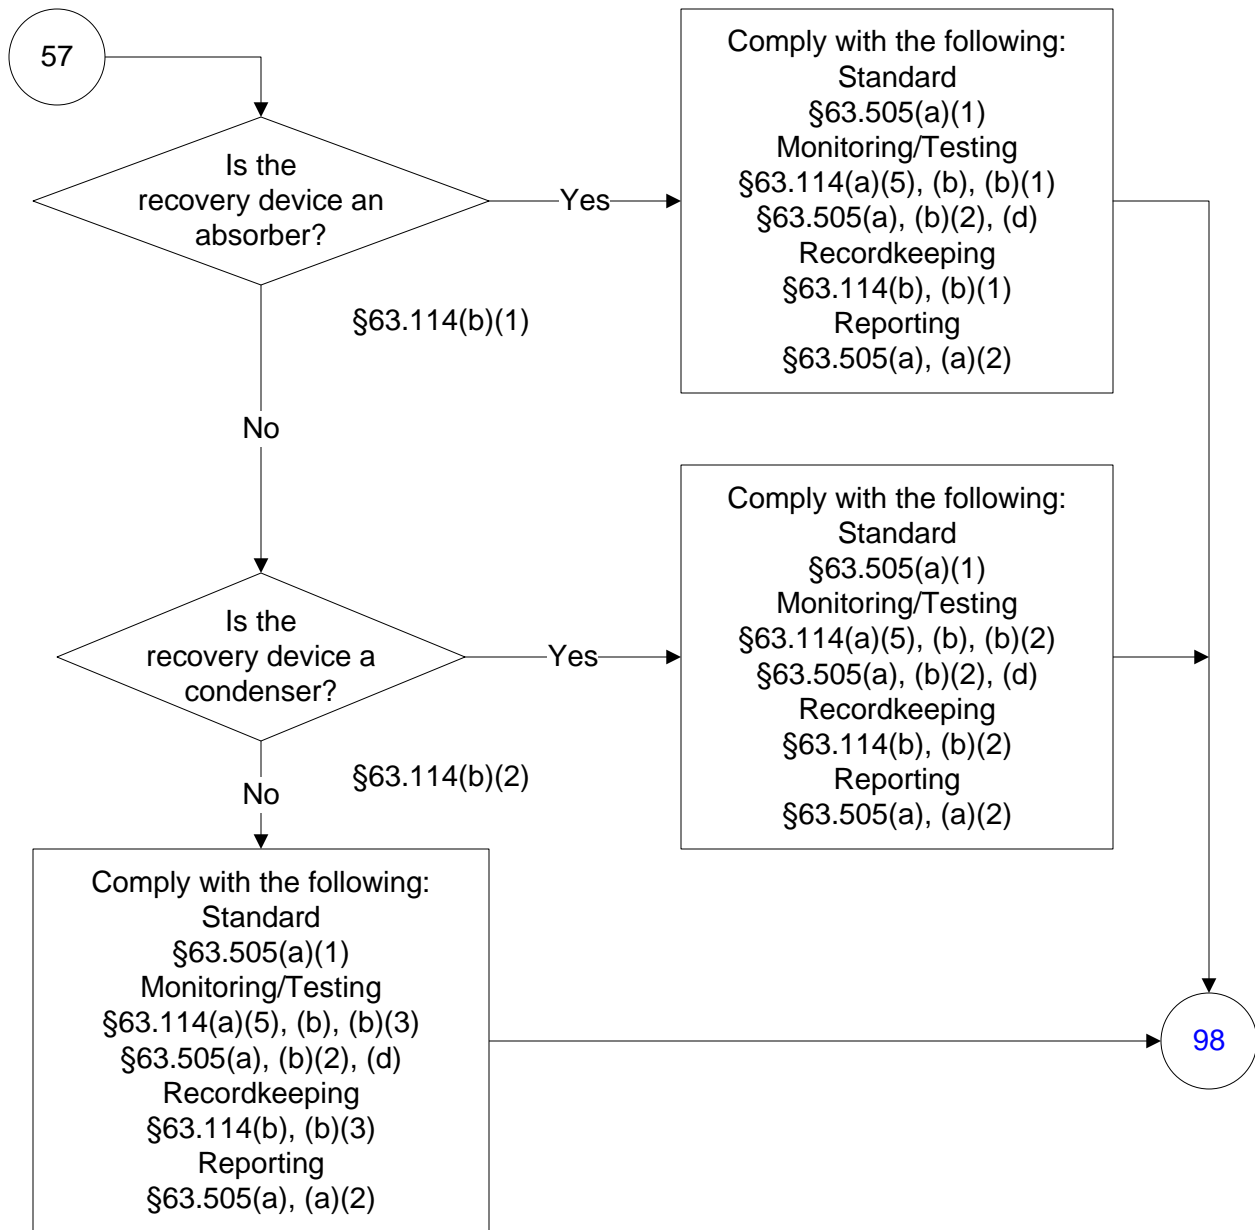 57
Is the
recovery device an
absorber?
Yes
Comply with the following:
Standard
§63.505(a)(1)
Monitoring/Testing
§63.114(a)(5), (b), (b)(1)
§63.505(a), (b)(2), (d)
Recordkeeping
§63.114(b), (b)(1)
Reporting
§63.505(a), (a)(2)
§63.114(b)(1)
No
Is the
recovery device a
condenser?
Yes
Comply with the following:
Standard
§63.505(a)(1)
Monitoring/Testing
§63.114(a)(5), (b), (b)(2)
§63.505(a), (b)(2), (d)
Recordkeeping
§63.114(b), (b)(2)
Reporting
§63.505(a), (a)(2)
§63.114(b)(2)
No
Comply with the following:
Standard
§63.505(a)(1)
Monitoring/Testing
§63.114(a)(5), (b), (b)(3)
§63.505(a), (b)(2), (d)
Recordkeeping
§63.114(b), (b)(3)
Reporting
§63.505(a), (a)(2)
98